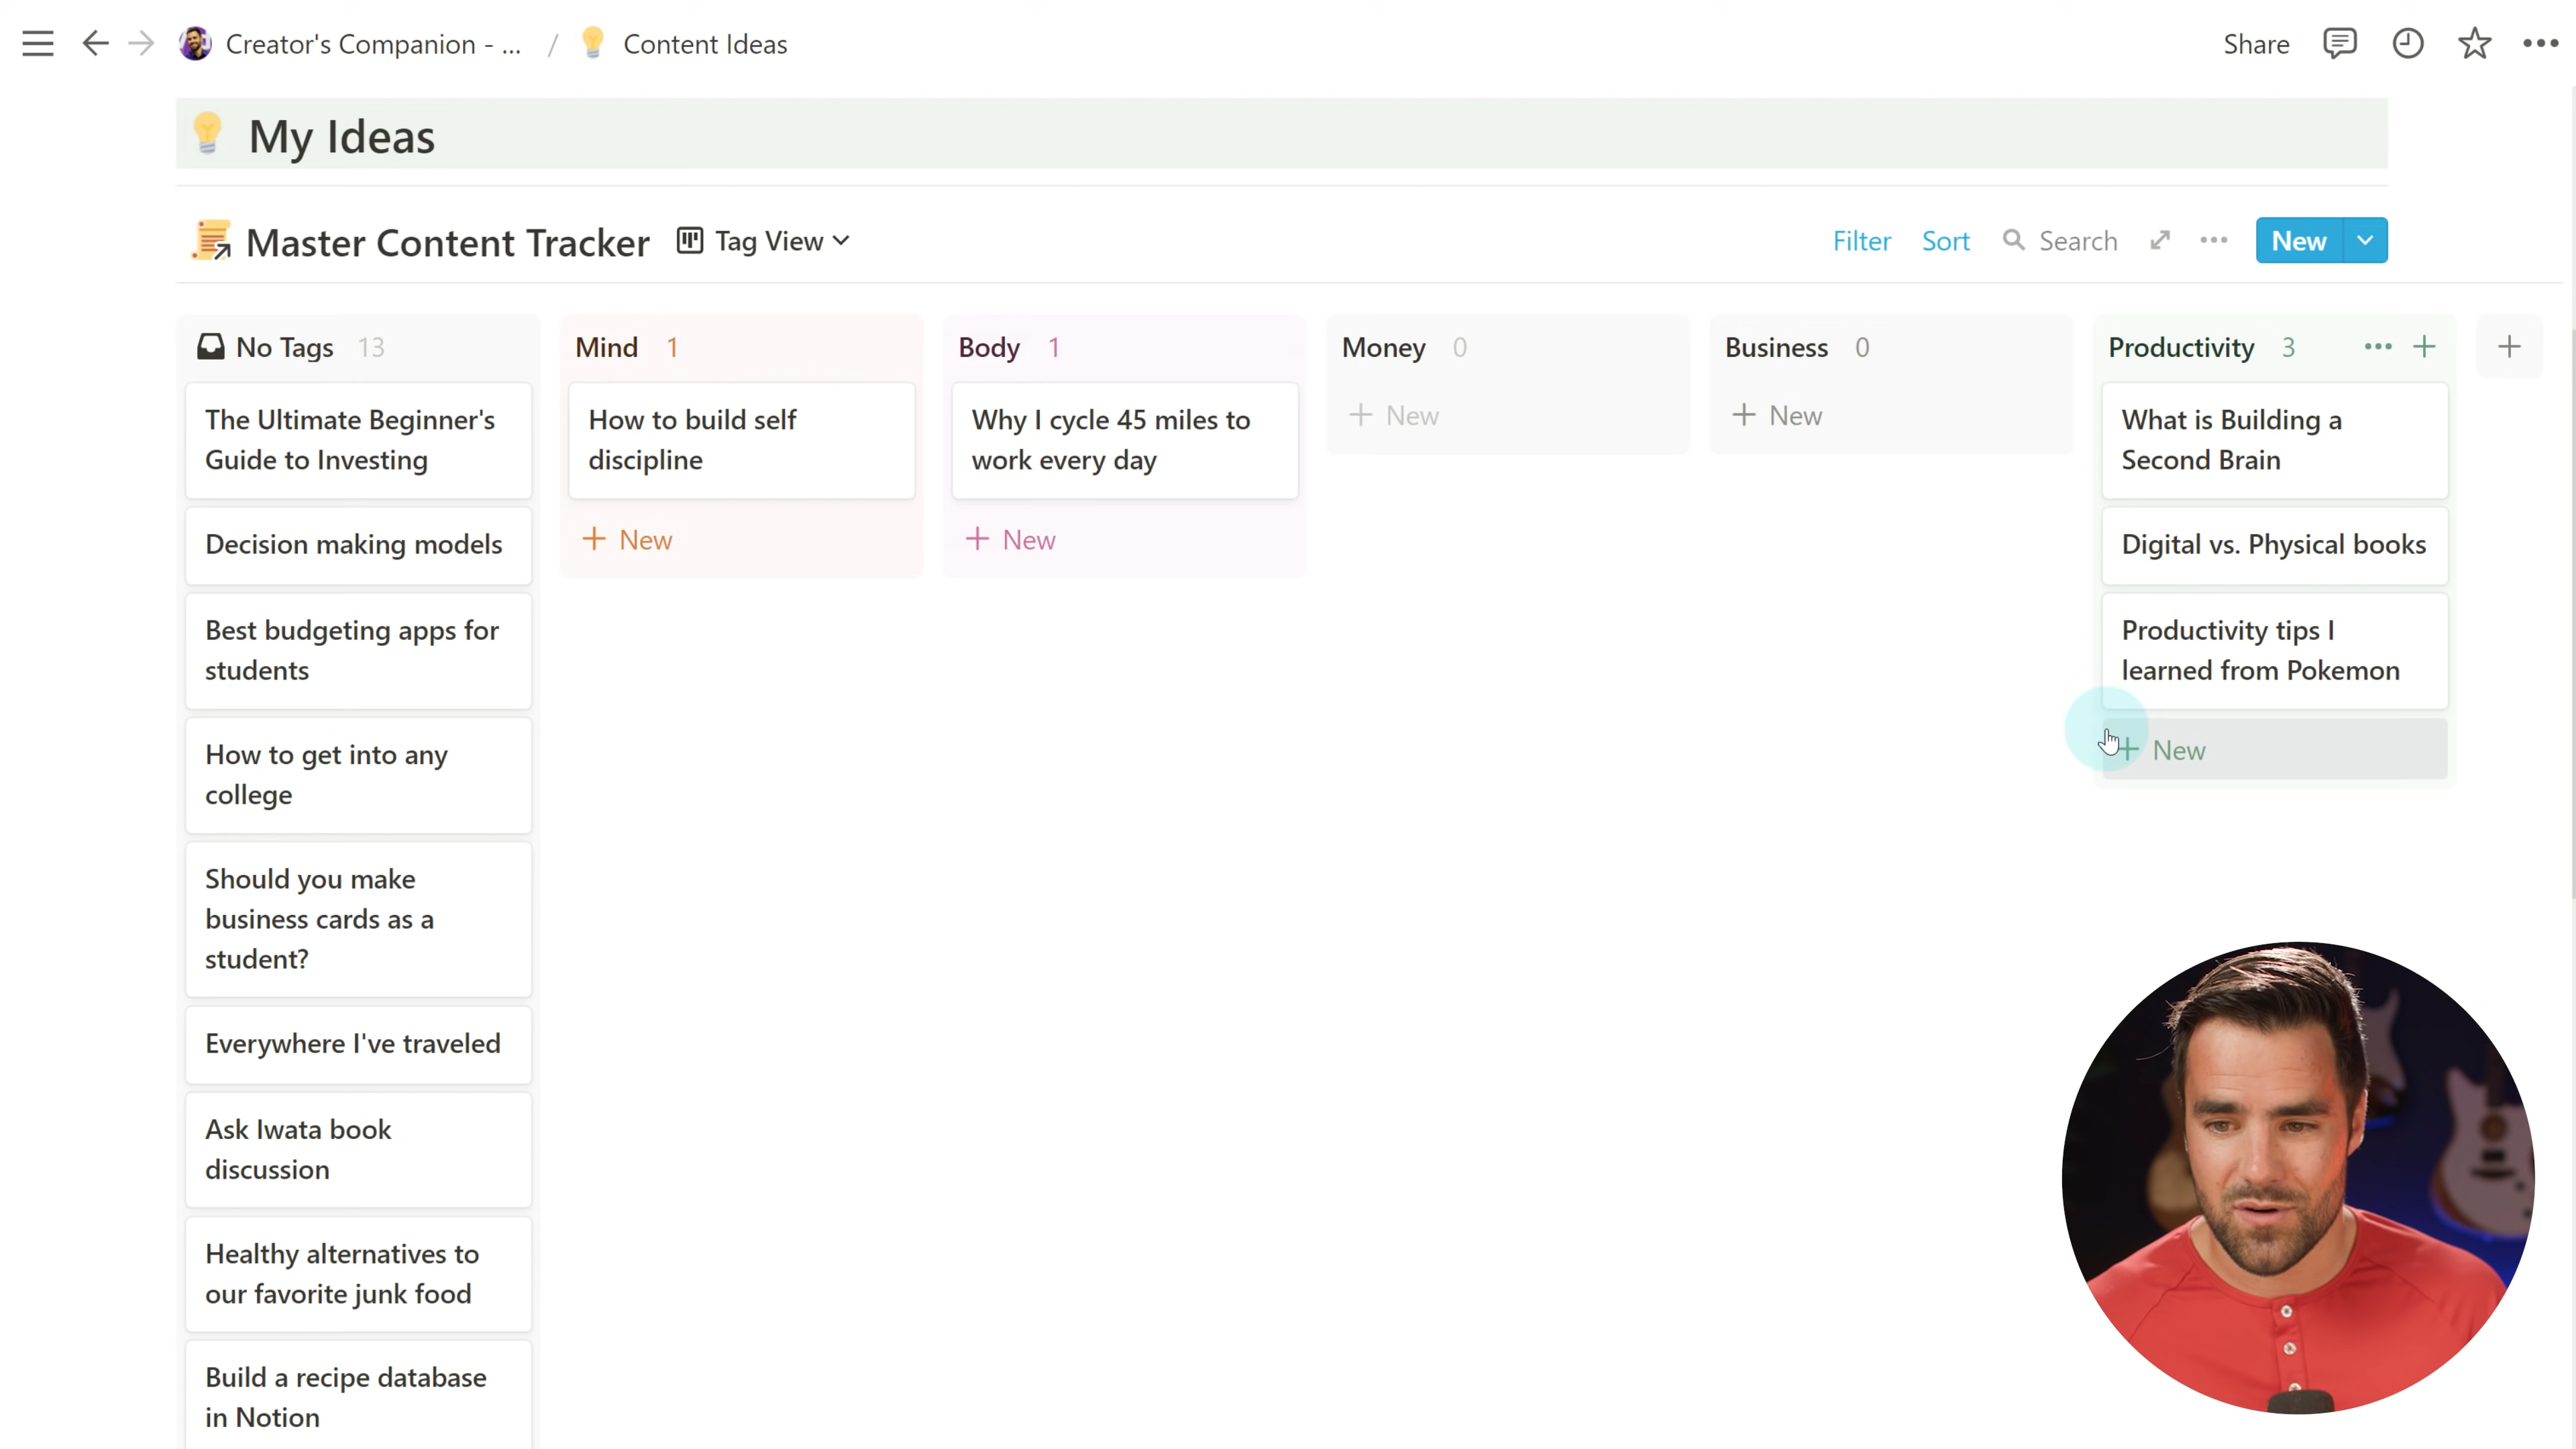 Creator's Companion - ... / Content Ideas
Share
My Ideas
Master Content Tracker
Tag View
Filter
Sort
Search
New
No Tags 13
The Ultimate Beginner's
Guide to Investing
Decision making models
Best budgeting apps for
students
How to get into any
college
Should you make
business cards as a
student?
Everywhere I've traveled
Ask Iwata book
discussion
Healthy alternatives to
our favorite junk food
Build a recipe database
in Notion
Mind 1
How to build self
discipline
+ New
Body 1
Why I cycle 45 miles to
work every day
+ New
Money 0
+ New
Business 0
+ New
Productivity 3
What is Building a
Second Brain
Digital vs. Physical books
Productivity tips I
learned from Pokemon
+ New